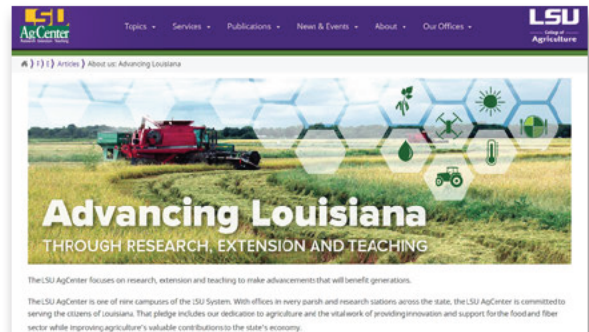 LSU
AgCenter
Research · Extension · Teaching
Topics
Services
Publications
News & Events
About
Our Offices
LSU
College of
Agriculture
Articles ⟩ About us: Advancing Louisiana
Advancing Louisiana
THROUGH RESEARCH, EXTENSION AND TEACHING
The LSU AgCenter focuses on research, extension and teaching to make advancements that will benefit generations.
The LSU AgCenter is one of nine campuses of the LSU System. With offices in every parish and research stations across the state, the LSU AgCenter is committed to
serving the citizens of Louisiana. That pledge includes our dedication to agriculture and the vital work of providing innovation and support for the food and fiber
sector while improving agriculture's valuable contributions to the state's economy.